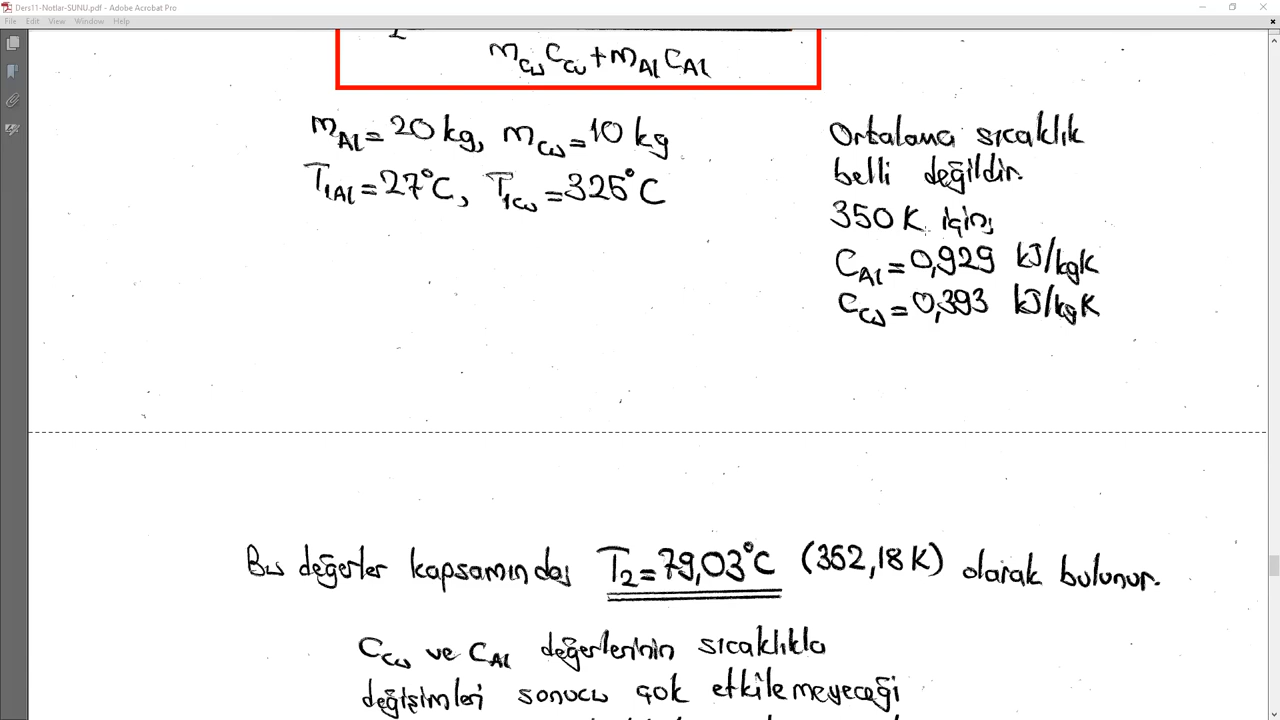 Ders11-Notlar-SUNU.pdf - Adobe Acrobat Pro
File Edit View Window Help
m_Cu C_Cu + m_Al C_Al
m_Al = 20 kg, m_Cu = 10 kg
T_1Al = 27°C, T_1Cu = 325°C
Ortalama sıcaklık
belli değildir.
350 K için;
C_Al = 0,929 kJ/kgK
C_Cu = 0,393 kJ/kgK
Bu değerler kapsamında; T_2 = 79,03°C (352,18 K) olarak bulunur.
C_Cu ve C_Al değerlerinin sıcaklıkla
değişimleri sonucu çok etkilemeyeceği